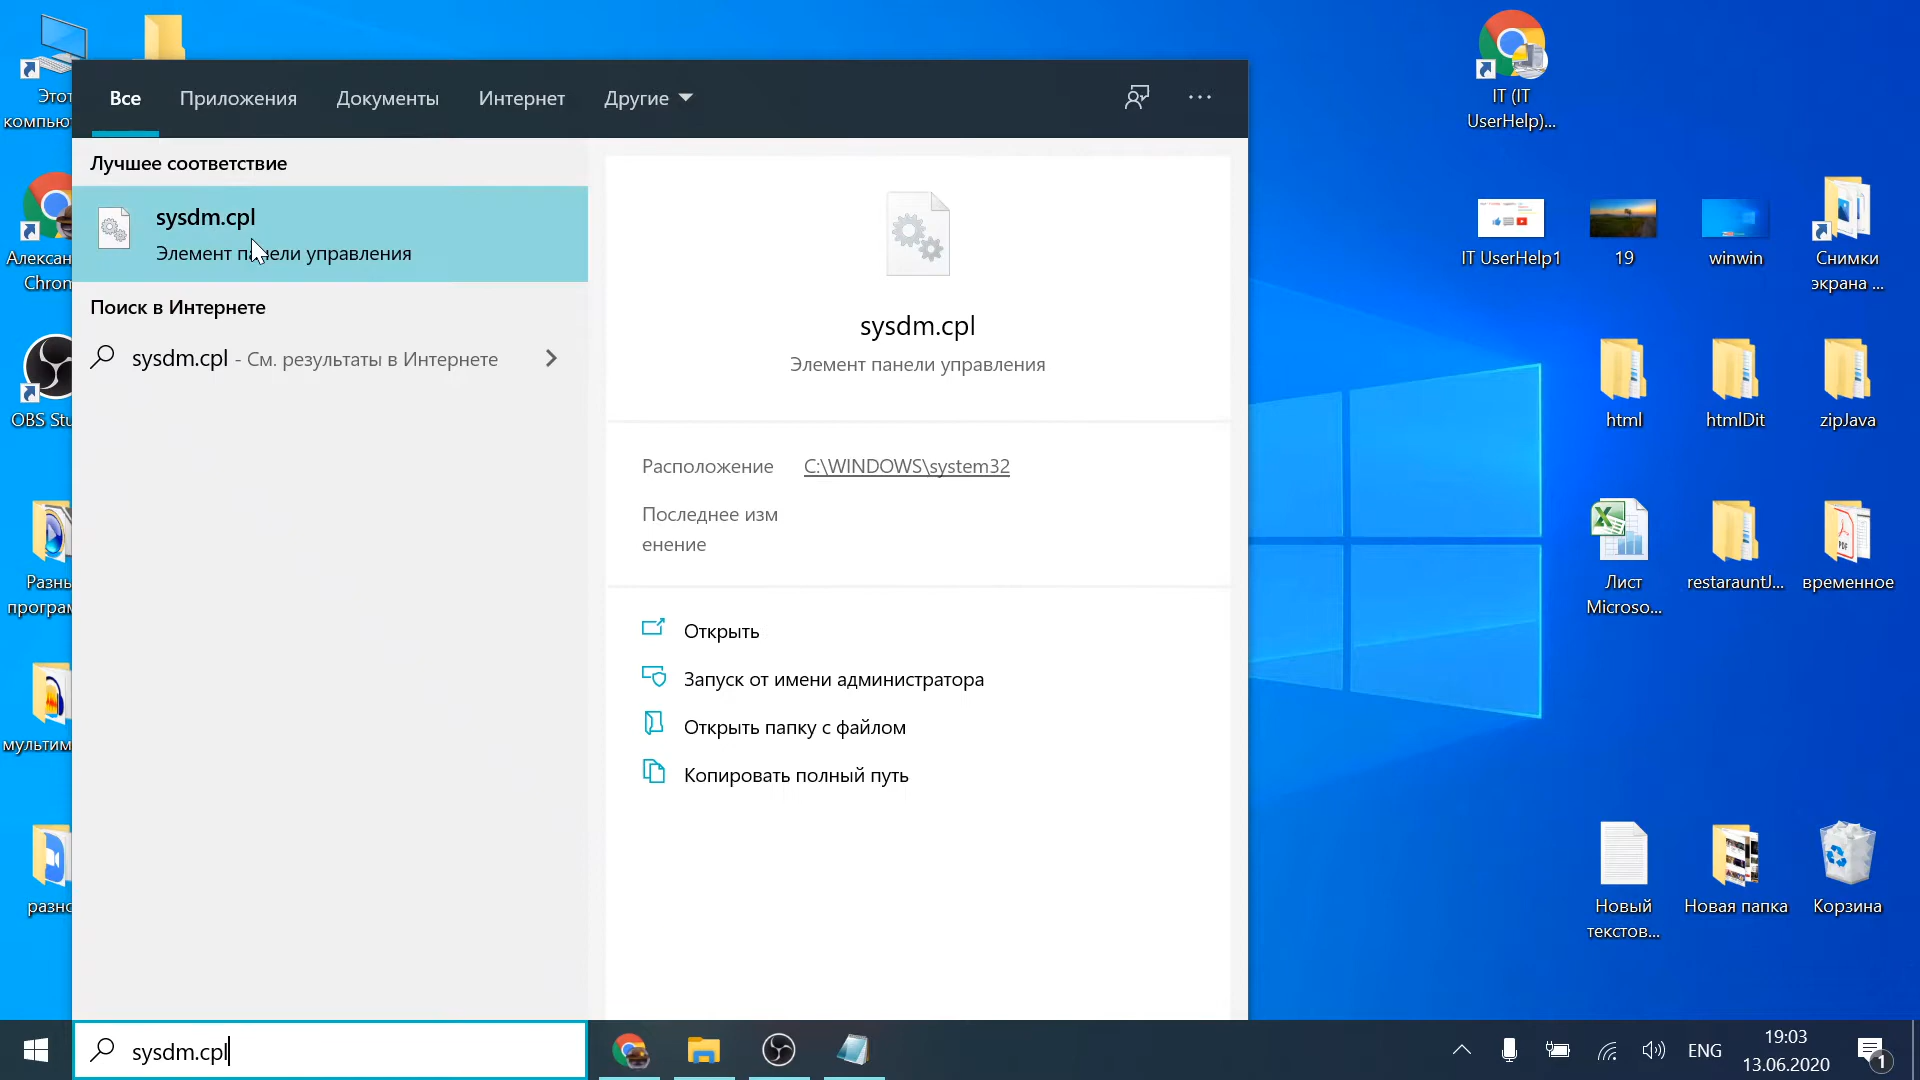 Все
Приложения
Документы
Интернет
Другие
Лучшее соответствие
sysdm.cpl
Элемент панели управления
Поиск в Интернете
sysdm.cpl - См. результаты в Интернете
sysdm.cpl
Элемент панели управления
Расположение
C:\WINDOWS\system32
Последнее изм
енение
Открыть
Запуск от имени администратора
Открыть папку с файлом
Копировать полный путь
Этот
компью
Алексан
Chron
OBS Stu
Разны
програм
мультим
разно
IT (IT
UserHelp)...
IT UserHelp1
19
winwin
Снимки
экрана ...
html
htmlDit
zipJava
Лист
Microso...
restarauntJ...
временное
Новый
текстов...
Новая папка
Корзина
sysdm.cpl
ENG
19:03
13.06.2020
1